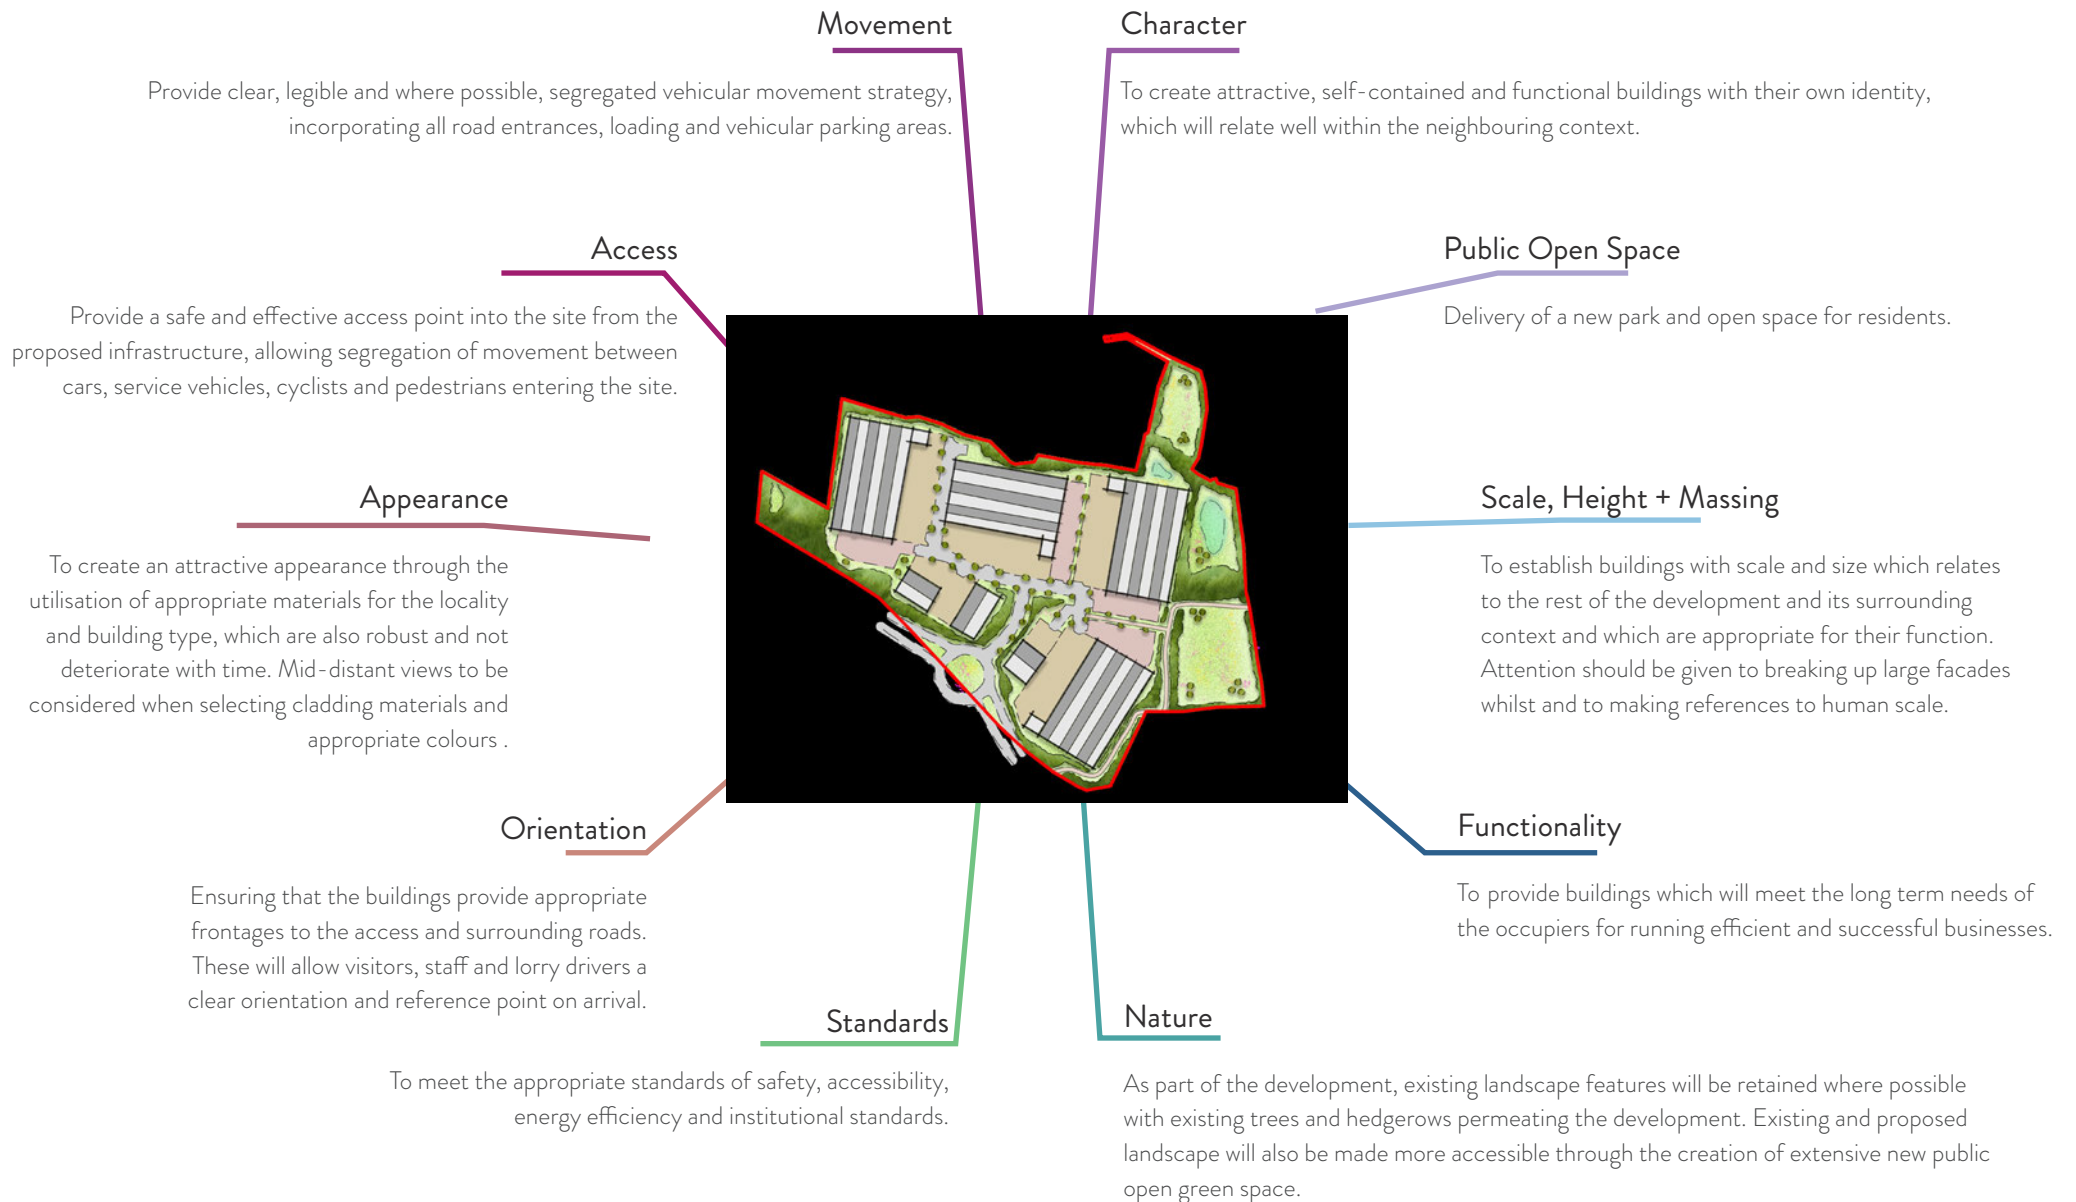 Movement
Provide clear, legible and where possible, segregated vehicular movement strategy,
incorporating all road entrances, loading and vehicular parking areas.
Character
To create attractive, self-contained and functional buildings with their own identity,
which will relate well within the neighbouring context.
Access
Provide a safe and effective access point into the site from the
proposed infrastructure, allowing segregation of movement between
cars, service vehicles, cyclists and pedestrians entering the site.
Public Open Space
Delivery of a new park and open space for residents.
Appearance
To create an attractive appearance through the
utilisation of appropriate materials for the locality
and building type, which are also robust and not
deteriorate with time. Mid-distant views to be
considered when selecting cladding materials and
appropriate colours .
Scale, Height + Massing
To establish buildings with scale and size which relates
to the rest of the development and its surrounding
context and which are appropriate for their function.
Attention should be given to breaking up large facades
whilst and to making references to human scale.
Orientation
Ensuring that the buildings provide appropriate
frontages to the access and surrounding roads.
These will allow visitors, staff and lorry drivers a
clear orientation and reference point on arrival.
Functionality
To provide buildings which will meet the long term needs of
the occupiers for running efficient and successful businesses.
Standards
To meet the appropriate standards of safety, accessibility,
energy efficiency and institutional standards.
Nature
As part of the development, existing landscape features will be retained where possible
with existing trees and hedgerows permeating the development. Existing and proposed
landscape will also be made more accessible through the creation of extensive new public
open green space.